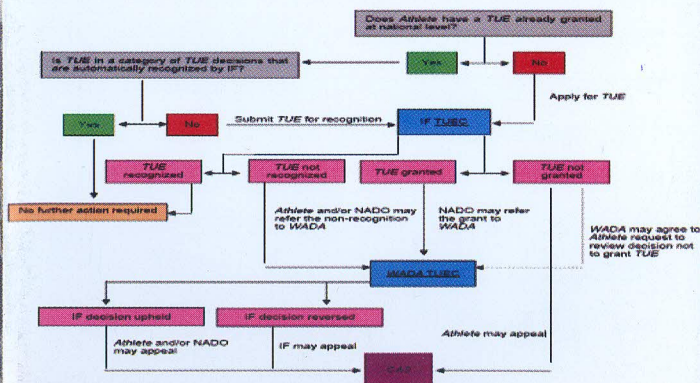 Does Athlete have a TUE already granted
at national level?
Is TUE in a category of TUE decisions that
are automatically recognized by IF?
Yes
No
Apply for TUE
Yes
No
Submit TUE for recognition
IF TUEC
TUE
recognized
TUE not
recognized
TUE granted
TUE not
granted
No further action required
Athlete and/or NADO may
refer the non-recognition
to WADA
NADO may refer
the grant to
WADA
WADA may agree to
Athlete request to
review decision not
to grant TUE
WADA TUEC
IF decision upheld
IF decision reversed
Athlete and/or NADO
may appeal
IF may appeal
Athlete may appeal
CAS